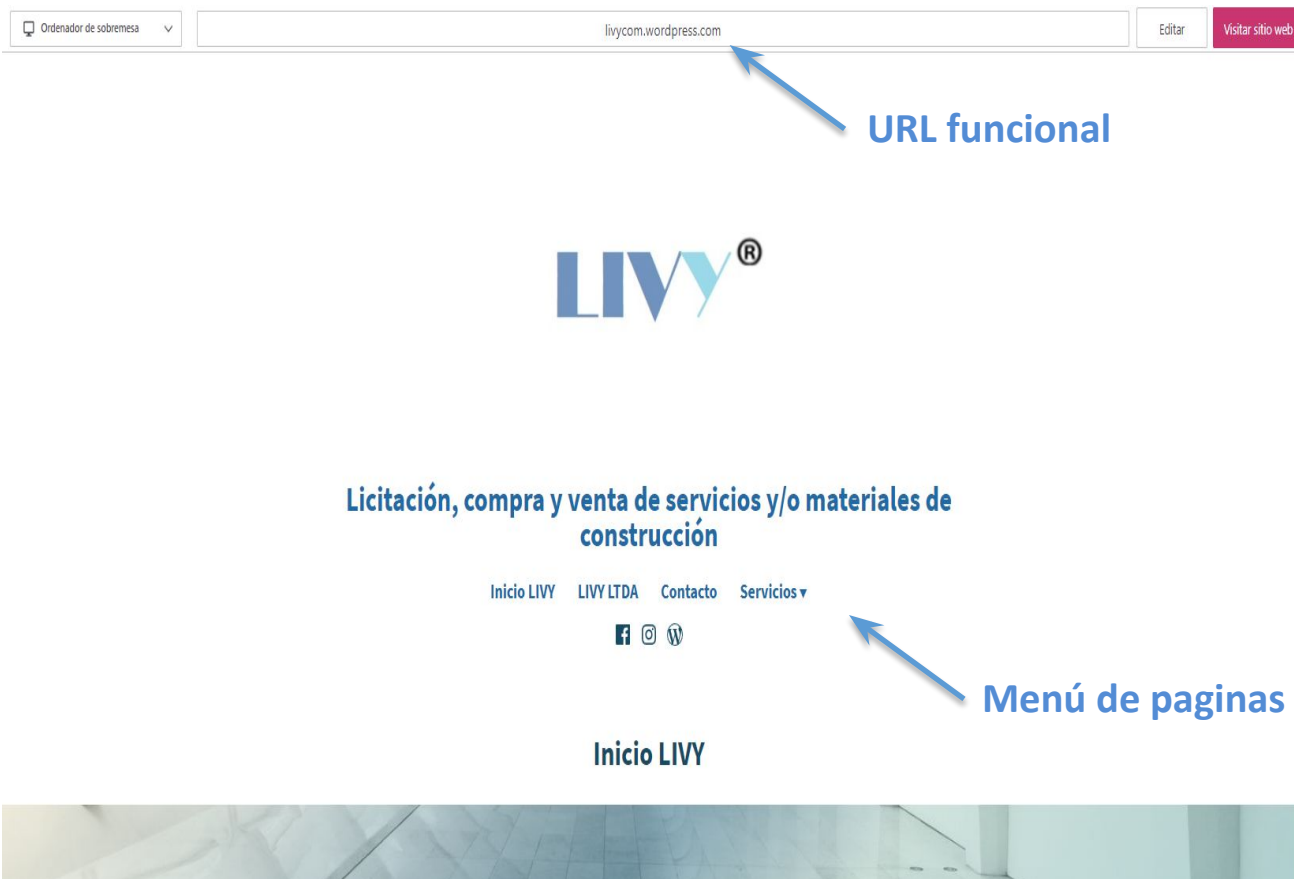 Ordenador de sobremesa
livycom.wordpress.com
Editar
Visitar sitio web
URL funcional
LIVY®
Licitación, compra y venta de servicios y/o materiales de
construcción
Inicio LIVY LIVY LTDA Contacto Servicios ▾
Menú de paginas
Inicio LIVY